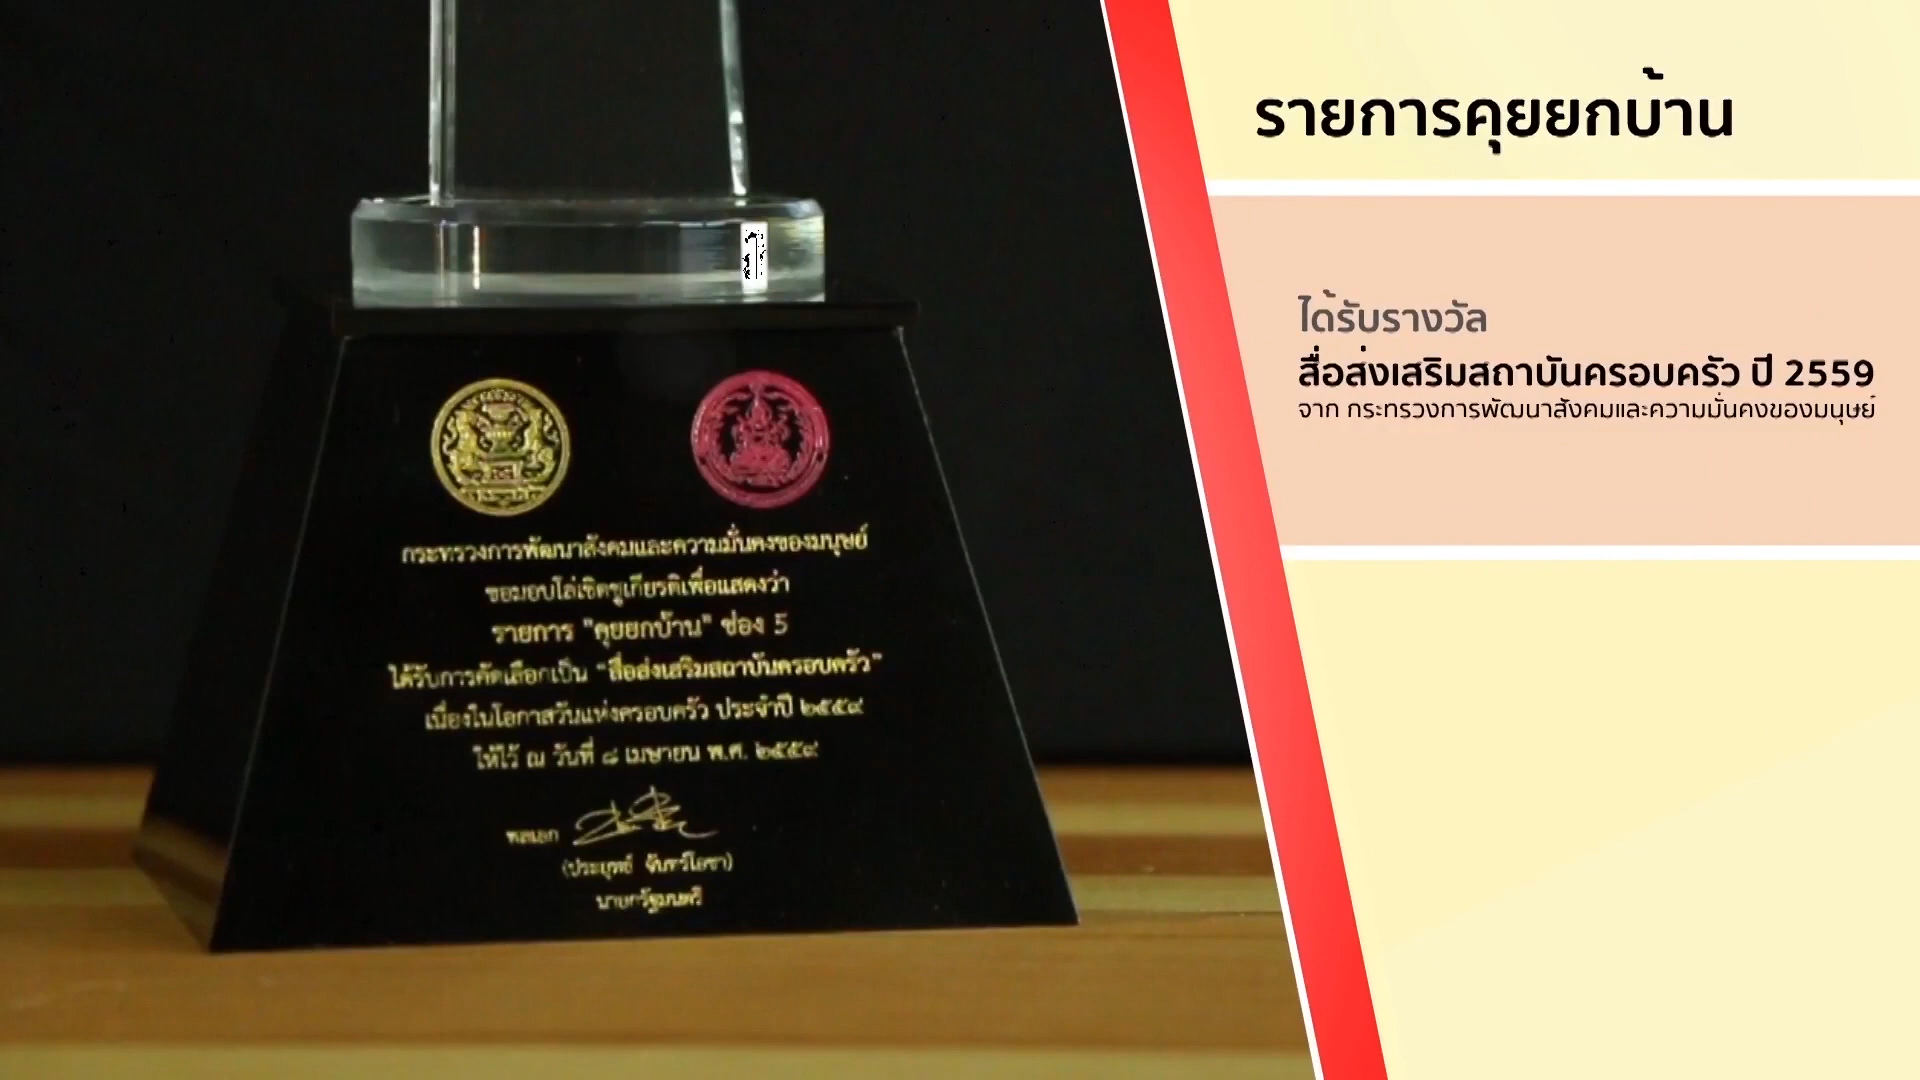 รายการคุยยกบ้าน
ได้รับรางวัล
สื่อส่งเสริมสถาบันครอบครัว ปี 2559
จาก กระทรวงการพัฒนาสังคมและความมั่นคงของมนุษย์
กระทรวงการพัฒนาสังคมและความมั่นคงของมนุษย์
ขอมอบโล่เชิดชูเกียรติเพื่อแสดงว่า
รายการ "คุยยกบ้าน" ช่อง 5
ได้รับการคัดเลือกเป็น "สื่อส่งเสริมสถาบันครอบครัว"
เนื่องในโอกาสวันแห่งครอบครัว ประจำปี ๒๕๕๙
ให้ไว้ ณ วันที่ ๘ เมษายน พ.ศ. ๒๕๕๙
พลเอก
(ประยุทธ์ จันทร์โอชา)
นายกรัฐมนตรี